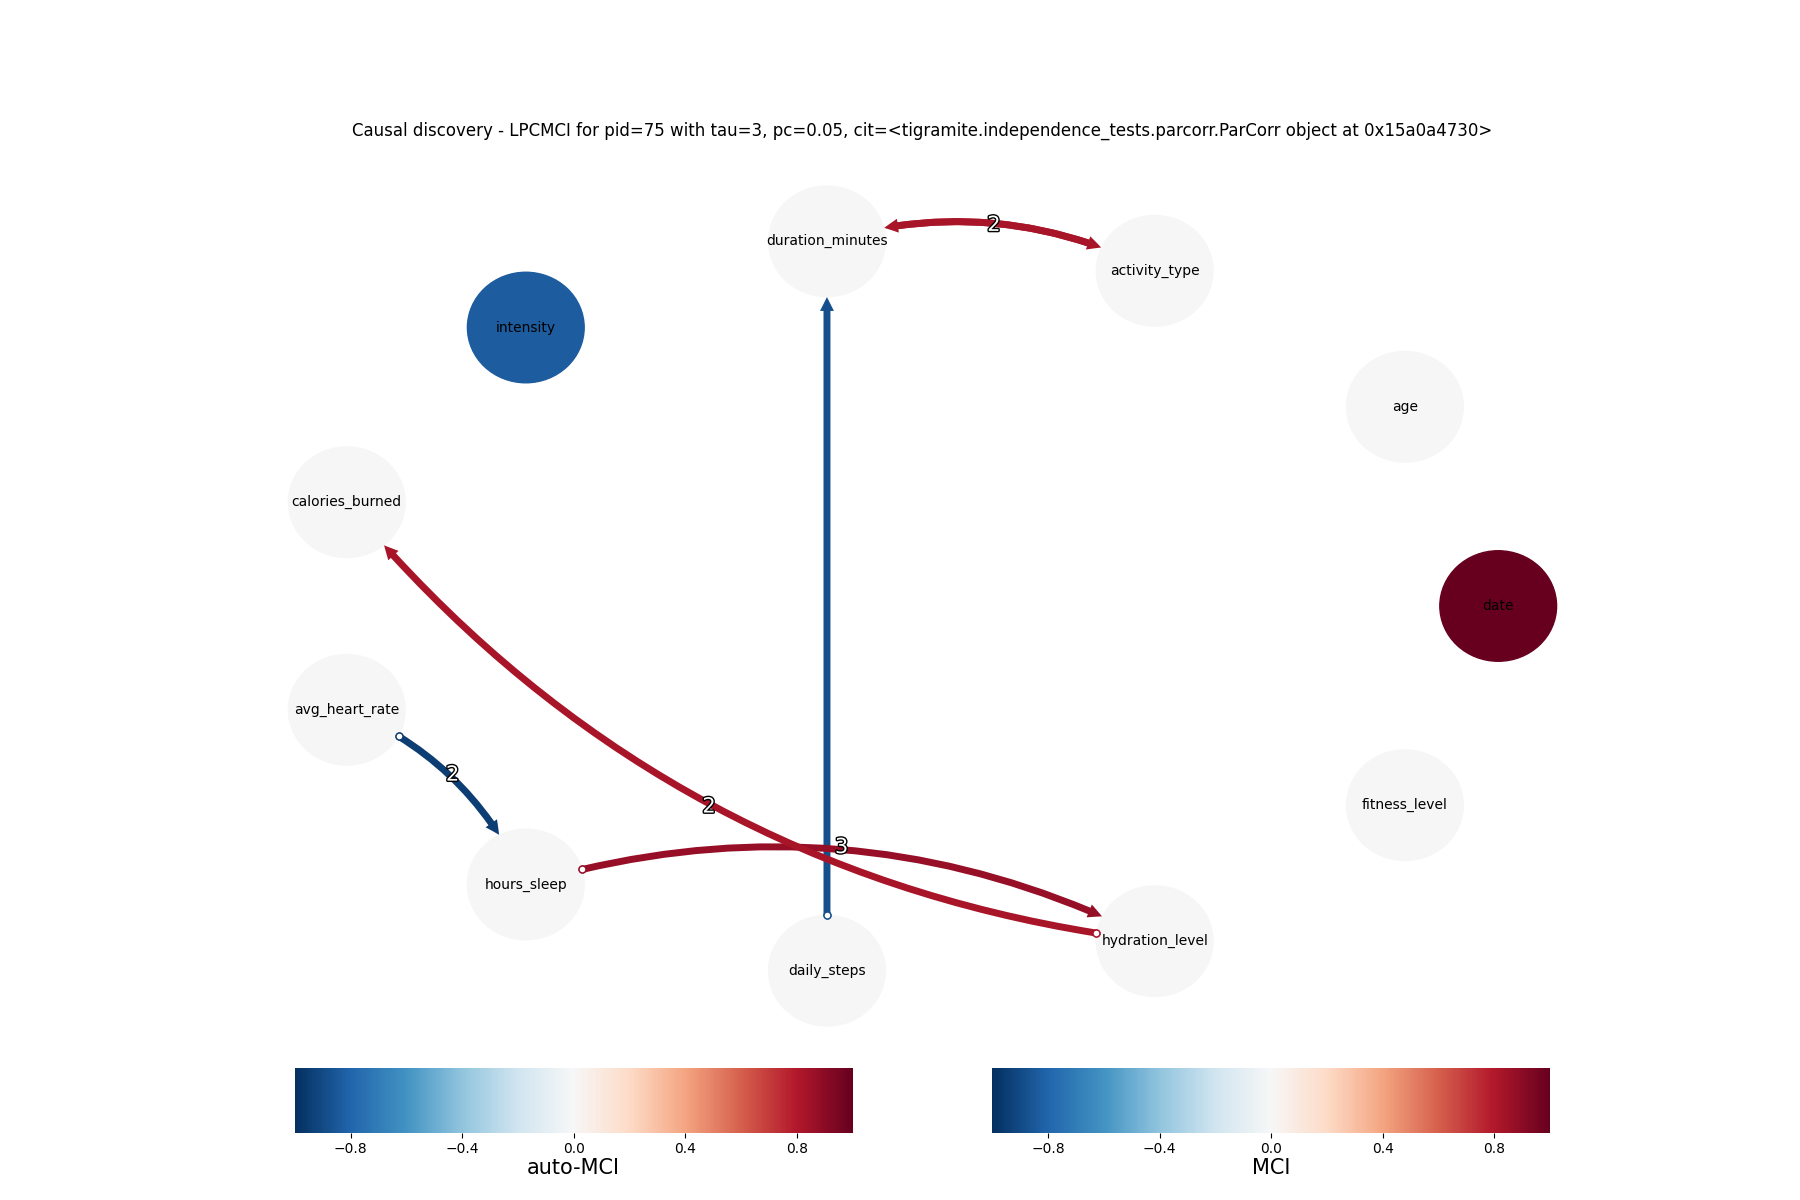 Causal discovery - LPCMCI for pid=75 with tau=3, pc=0.05, cit=<tigramite.independence_tests.parcorr.ParCorr object at 0x15a0a4730>
2
duration_minutes
activity_type
intensity
age
calories_burned
date
avg_heart_rate
2
2
fitness_level
3
hours_sleep
hydration_level
daily_steps
−0.8 −0.4 0.0 0.4 0.8
auto-MCI
−0.8 −0.4 0.0 0.4 0.8
MCI